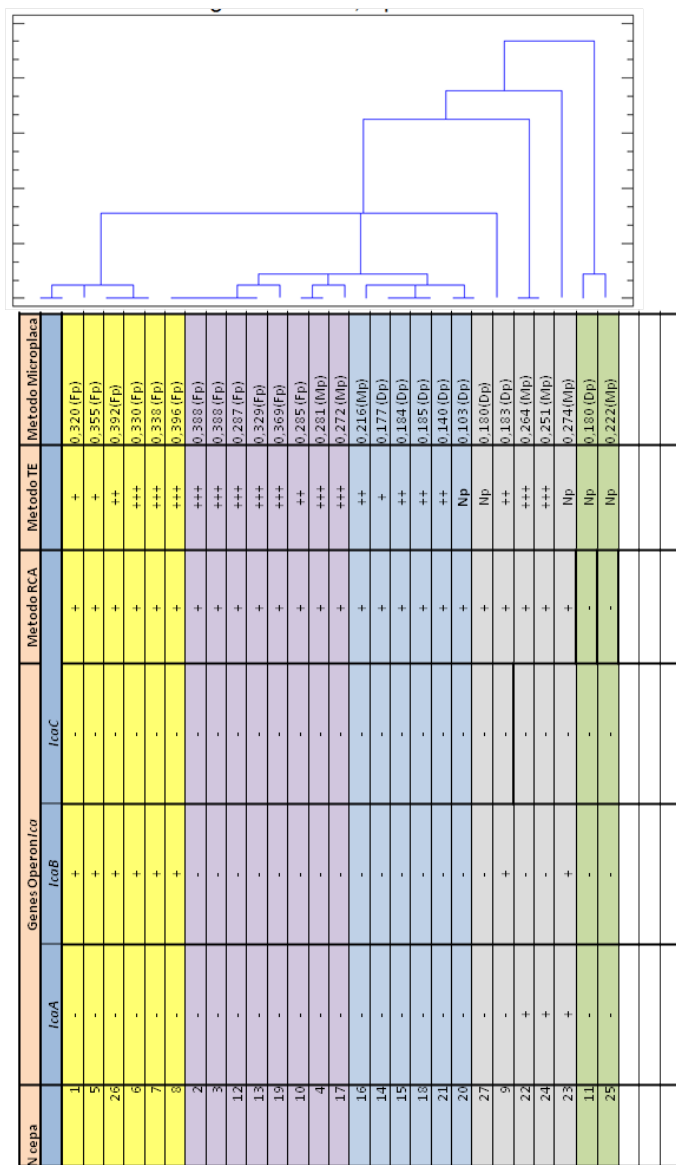 N cepa Genes Operon Ica Metodo RCA Metodo TE Metodo Microplaca
IcaA IcaB IcaC
1 - + - + + 0,320 (Fp)
5 - + - + + 0,355 (Fp)
26 - + - + ++ 0,392(Fp)
6 - + - + +++ 0,330 (Fp)
7 - + - + +++ 0,338 (Fp)
8 - + - + +++ 0,396 (Fp)
2 - - - + +++ 0,388 (Fp)
3 - - - + +++ 0,388 (Fp)
12 - - - + +++ 0,287 (Fp)
13 - - - + +++ 0,329(Fp)
19 - - - + +++ 0,369(Fp)
10 - - - + ++ 0,285 (Fp)
4 - - - + +++ 0,281 (Mp)
17 - - - + +++ 0,272 (Mp)
16 - - - + ++ 0,216(Mp)
14 - - - + + 0,177 (Dp)
15 - - - + ++ 0,184 (Dp)
18 - - - + ++ 0,185 (Dp)
21 - - - + ++ 0,140 (Dp)
20 - - - + Np 0,103 (Dp)
27 - - - + Np 0,180(Dp)
9 - + - + ++ 0,183 (Dp)
22 + - - + +++ 0,264 (Mp)
24 + - - + +++ 0,251 (Mp)
23 + + - + Np 0,274(Mp)
11 - - - - Np 0,180 (Dp)
25 - - - - Np 0,222(Mp)